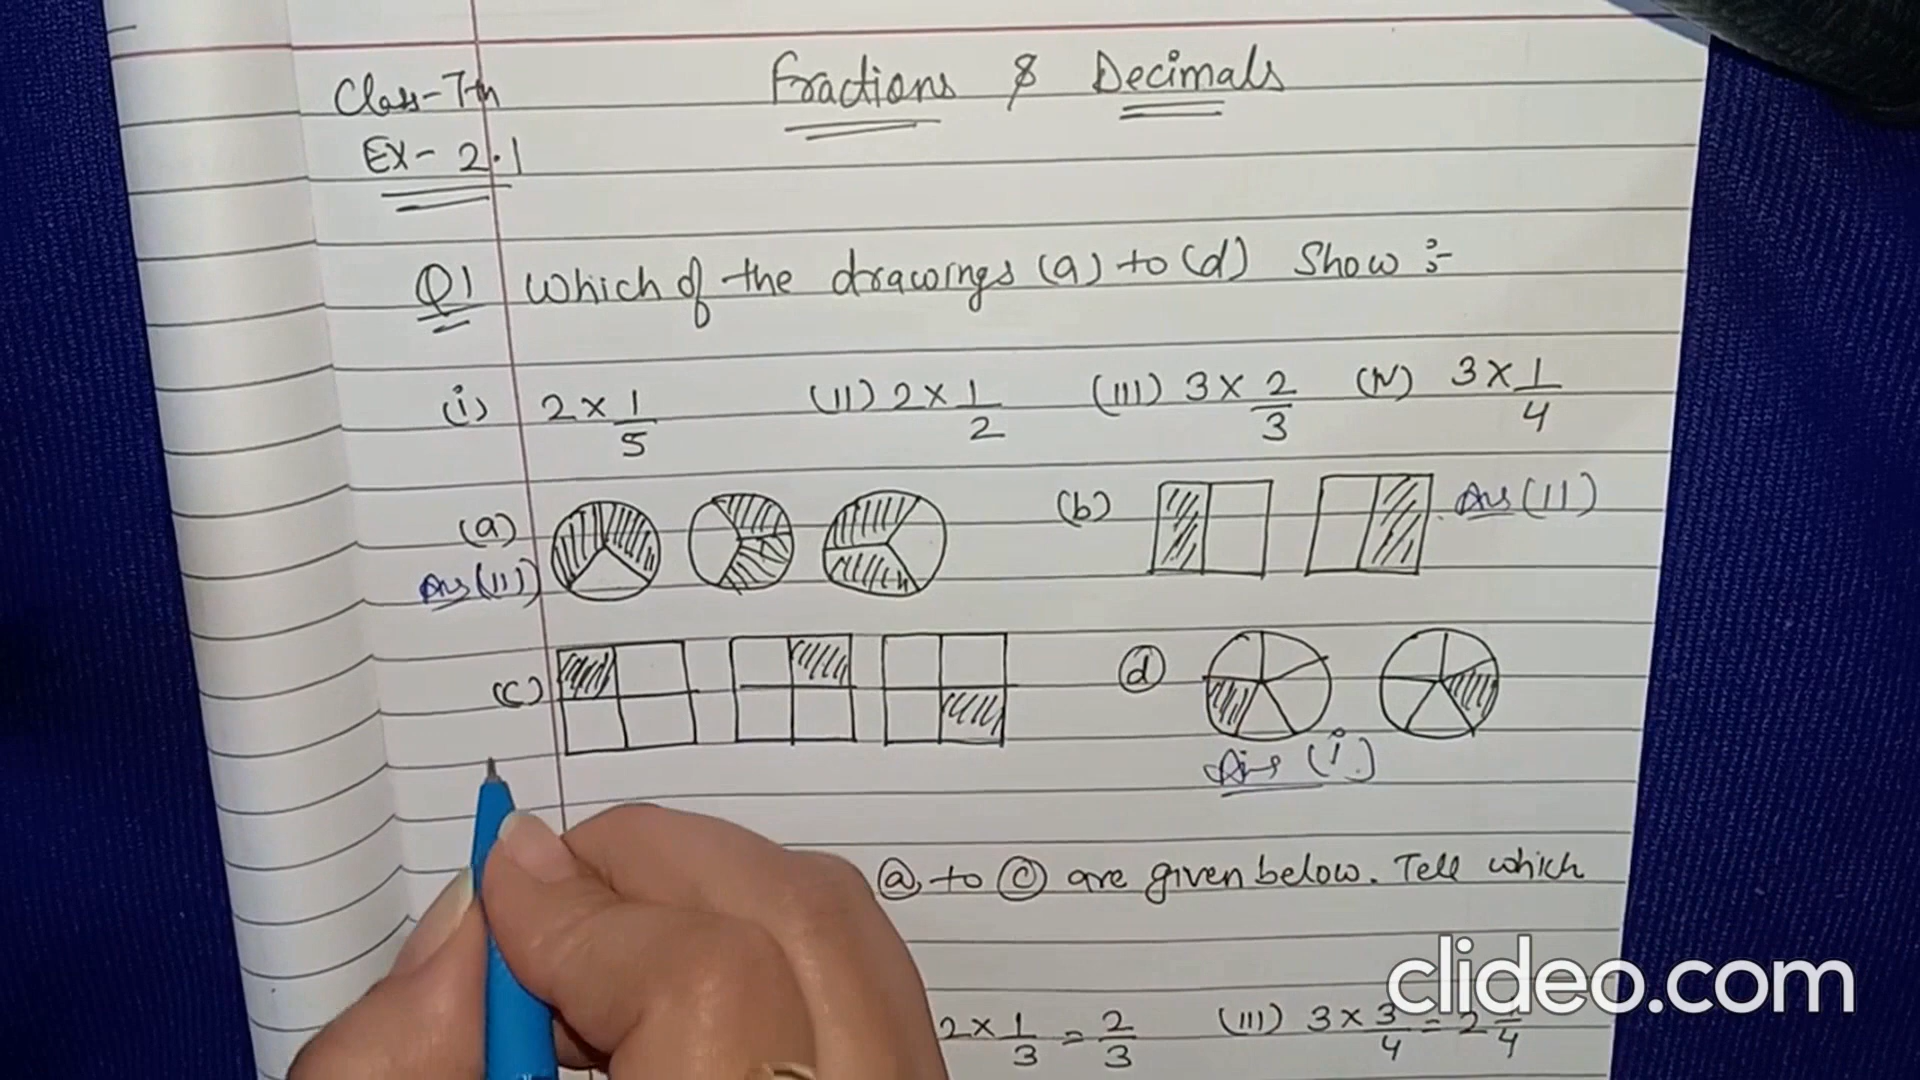 Class-7th Fractions & Decimals
EX-2.1
Q1 Which of the drawings (a) to (d) Show :-
(i) 2 × 1/5 (II) 2 × 1/2 (III) 3 × 2/3 (IV) 3 × 1/4
(a) (b) Ans (II)
Ans (III)
(c) (d)
Ans (i)
(a) to (c) are given below. Tell which
2 × 1/3 = 2/3 (III) 3 × 3/4 = 2 1/4
clideo.com